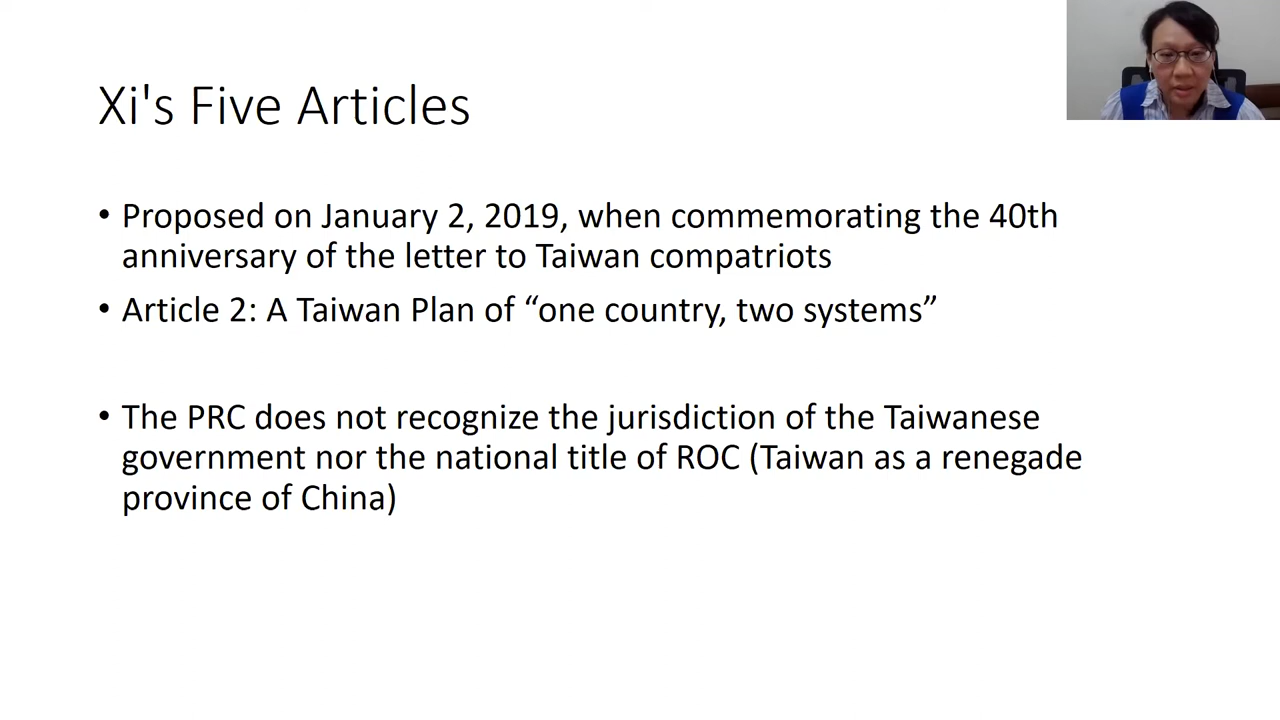 Xi's Five Articles
• Proposed on January 2, 2019, when commemorating the 40th
anniversary of the letter to Taiwan compatriots
• Article 2: A Taiwan Plan of “one country, two systems”
• The PRC does not recognize the jurisdiction of the Taiwanese
government nor the national title of ROC (Taiwan as a renegade
province of China)